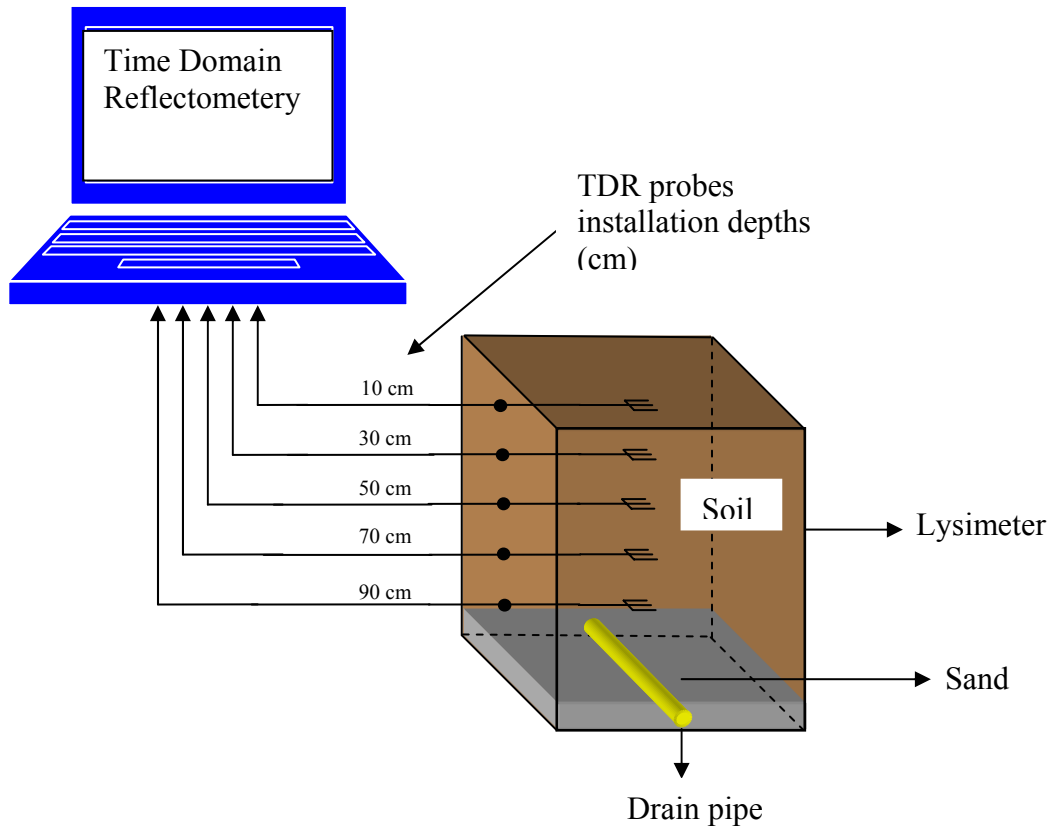 Time Domain
Reflectometery
TDR probes
installation depths
(cm)
10 cm
30 cm
50 cm
70 cm
90 cm
Soil
Lysimeter
Sand
Drain pipe